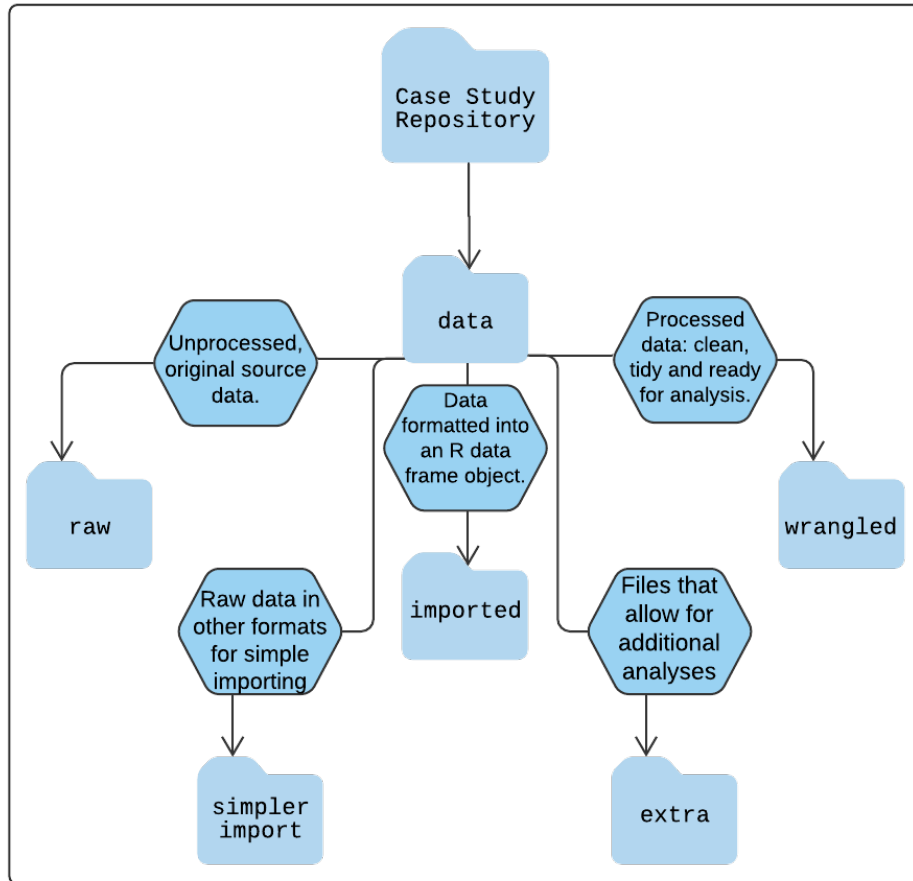 Case Study
Repository
data
Unprocessed,
original source
data.
Data
formatted into
an R data
frame object.
Processed
data: clean,
tidy and ready
for analysis.
raw
imported
wrangled
Raw data in
other formats
for simple
importing
Files that
allow for
additional
analyses
simpler
import
extra